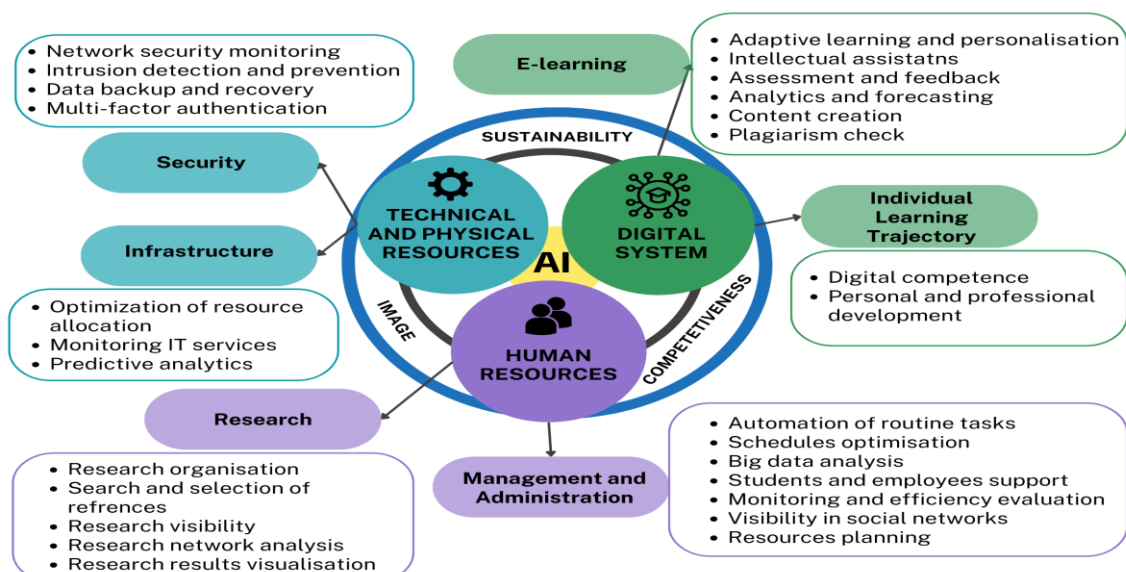 • Network security monitoring
• Intrusion detection and prevention
• Data backup and recovery
• Multi-factor authentication
Security
Infrastructure
• Optimization of resource
allocation
• Monitoring IT services
• Predictive analytics
E-learning
• Adaptive learning and personalisation
• Intellectual assistatns
• Assessment and feedback
• Analytics and forecasting
• Content creation
• Plagiarism check
Individual
Learning
Trajectory
• Digital competence
• Personal and professional
development
SUSTAINABILITY
TECHNICAL
AND PHYSICAL
RESOURCES
DIGITAL
SYSTEM
AI
IMAGE
COMPETETIVENESS
HUMAN
RESOURCES
Research
• Research organisation
• Search and selection of
refrences
• Research visibility
• Research network analysis
• Research results visualisation
Management and
Administration
• Automation of routine tasks
• Schedules optimisation
• Big data analysis
• Students and employees support
• Monitoring and efficiency evaluation
• Visibility in social networks
• Resources planning